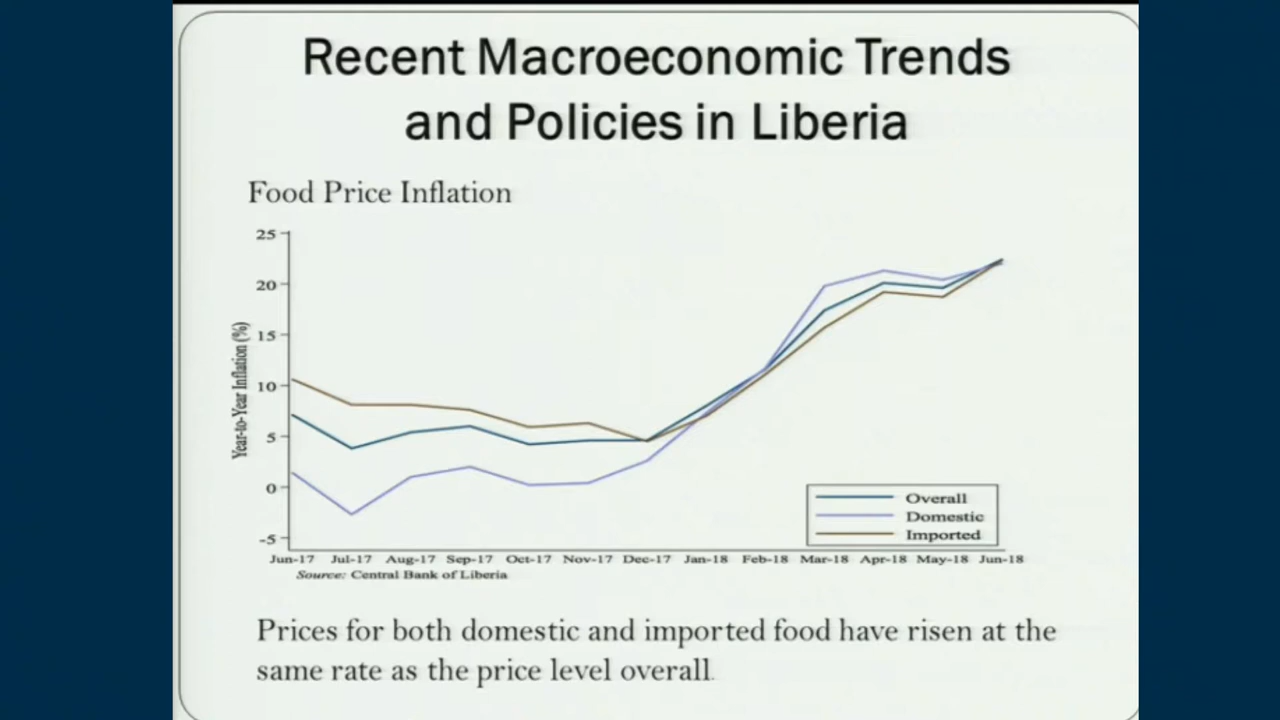 Recent Macroeconomic Trends
and Policies in Liberia
Food Price Inflation
Year-to-Year Inflation (%)
25
20
15
10
5
0
-5
Overall
Domestic
Imported
Jun-17 Jul-17 Aug-17 Sep-17 Oct-17 Nov-17 Dec-17 Jan-18 Feb-18 Mar-18 Apr-18 May-18 Jun-18
Source: Central Bank of Liberia
Prices for both domestic and imported food have risen at the
same rate as the price level overall.